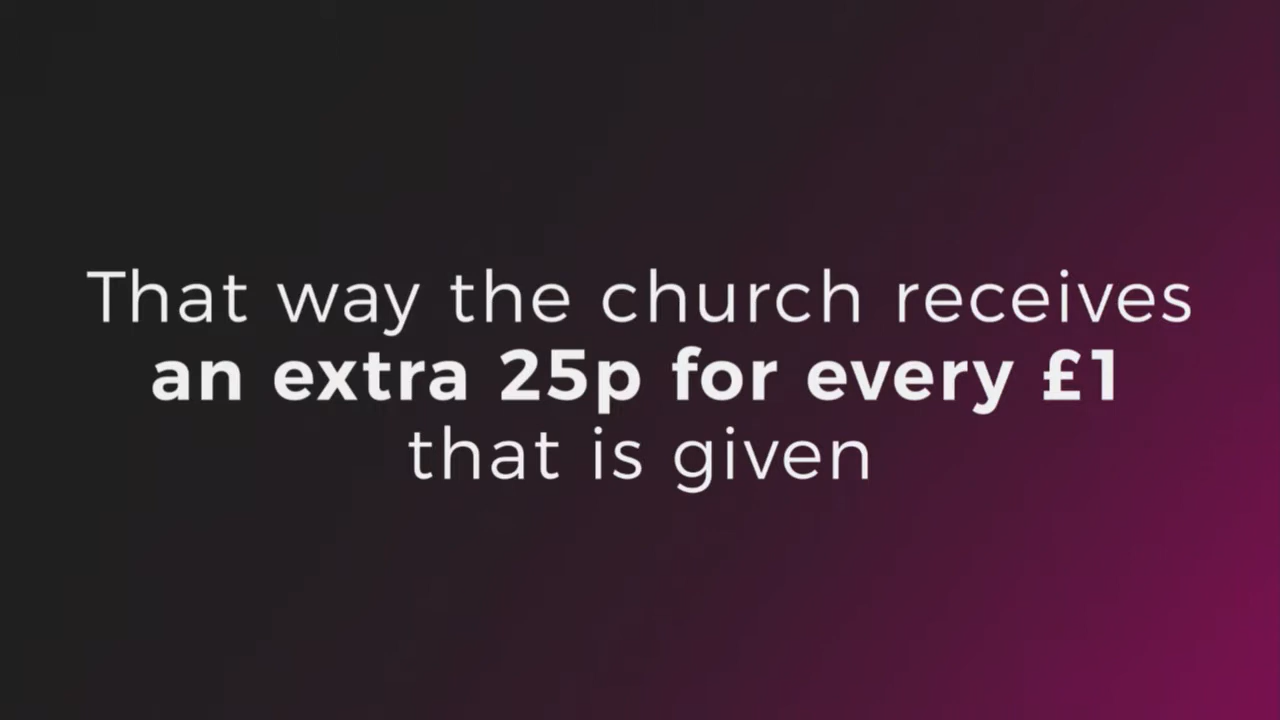 That way the church receives
an extra 25p for every £1
that is given